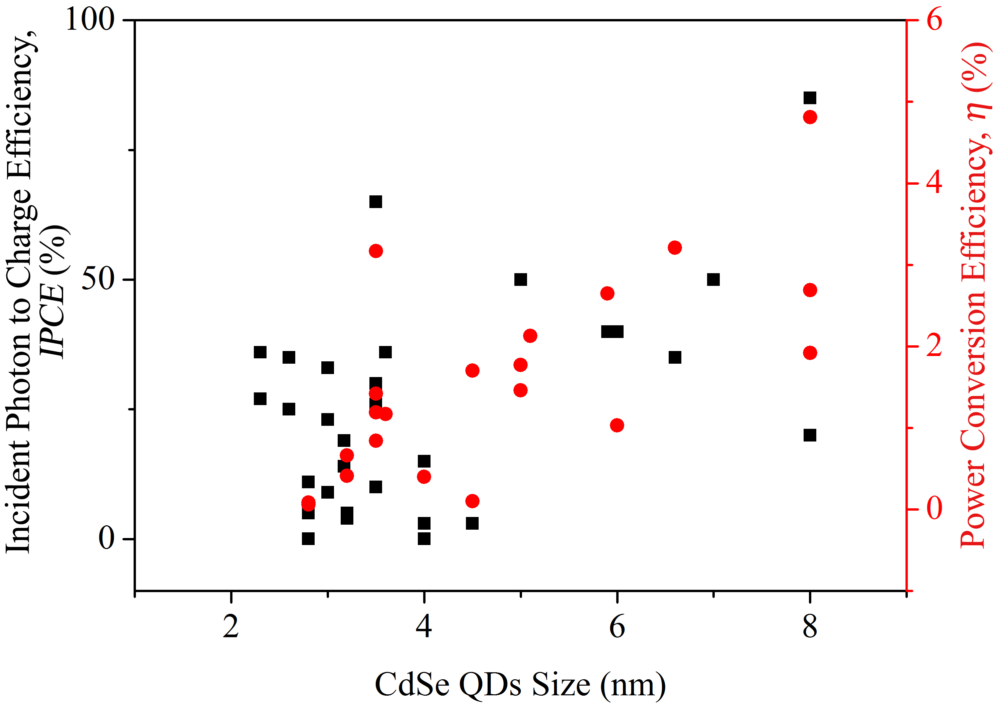 Incident Photon to Charge Efficiency,
IPCE (%)
100
50
0
6
4
2
0
Power Conversion Efficiency, η (%)
2
4
6
8
CdSe QDs Size (nm)